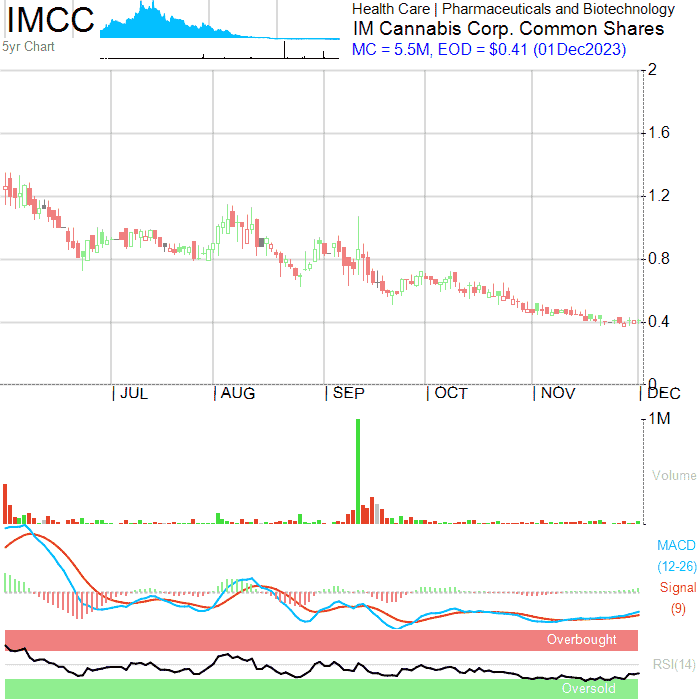 IMCC
5yr Chart
Health Care | Pharmaceuticals and Biotechnology
IM Cannabis Corp. Common Shares
MC = 5.5M, EOD = $0.41 (01Dec2023)
2
1.6
1.2
0.8
0.4
0
| JUL
| AUG
| SEP
| OCT
| NOV
| DEC
1M
Volume
MACD
(12-26)
Signal
(9)
Overbought
RSI(14)
Oversold